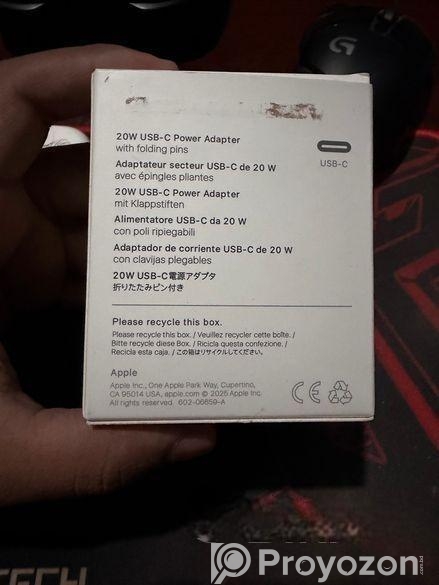 20W USB-C Power Adapter
with folding pins
Adaptateur secteur USB-C de 20 W
avec épingles pliantes
20W USB-C Power Adapter
mit Klappstiften
Alimentatore USB-C da 20 W
con poli ripiegabili
Adaptador de corriente USB-C de 20 W
con clavijas plegables
20W USB-C電源アダプタ
折りたたみピン付き
USB-C
Please recycle this box.
Please recycle this box. / Veuillez recycler cette boîte. /
Bitte recycle diese Box. / Ricicla questa confezione. /
Recicla esta caja. / この箱はリサイクルしてください。
Apple
Apple Inc., One Apple Park Way, Cupertino,
CA 95014 USA, apple.com © 2025 Apple Inc.
All rights reserved. 602-06659-A
CE
TECH
Proyozon